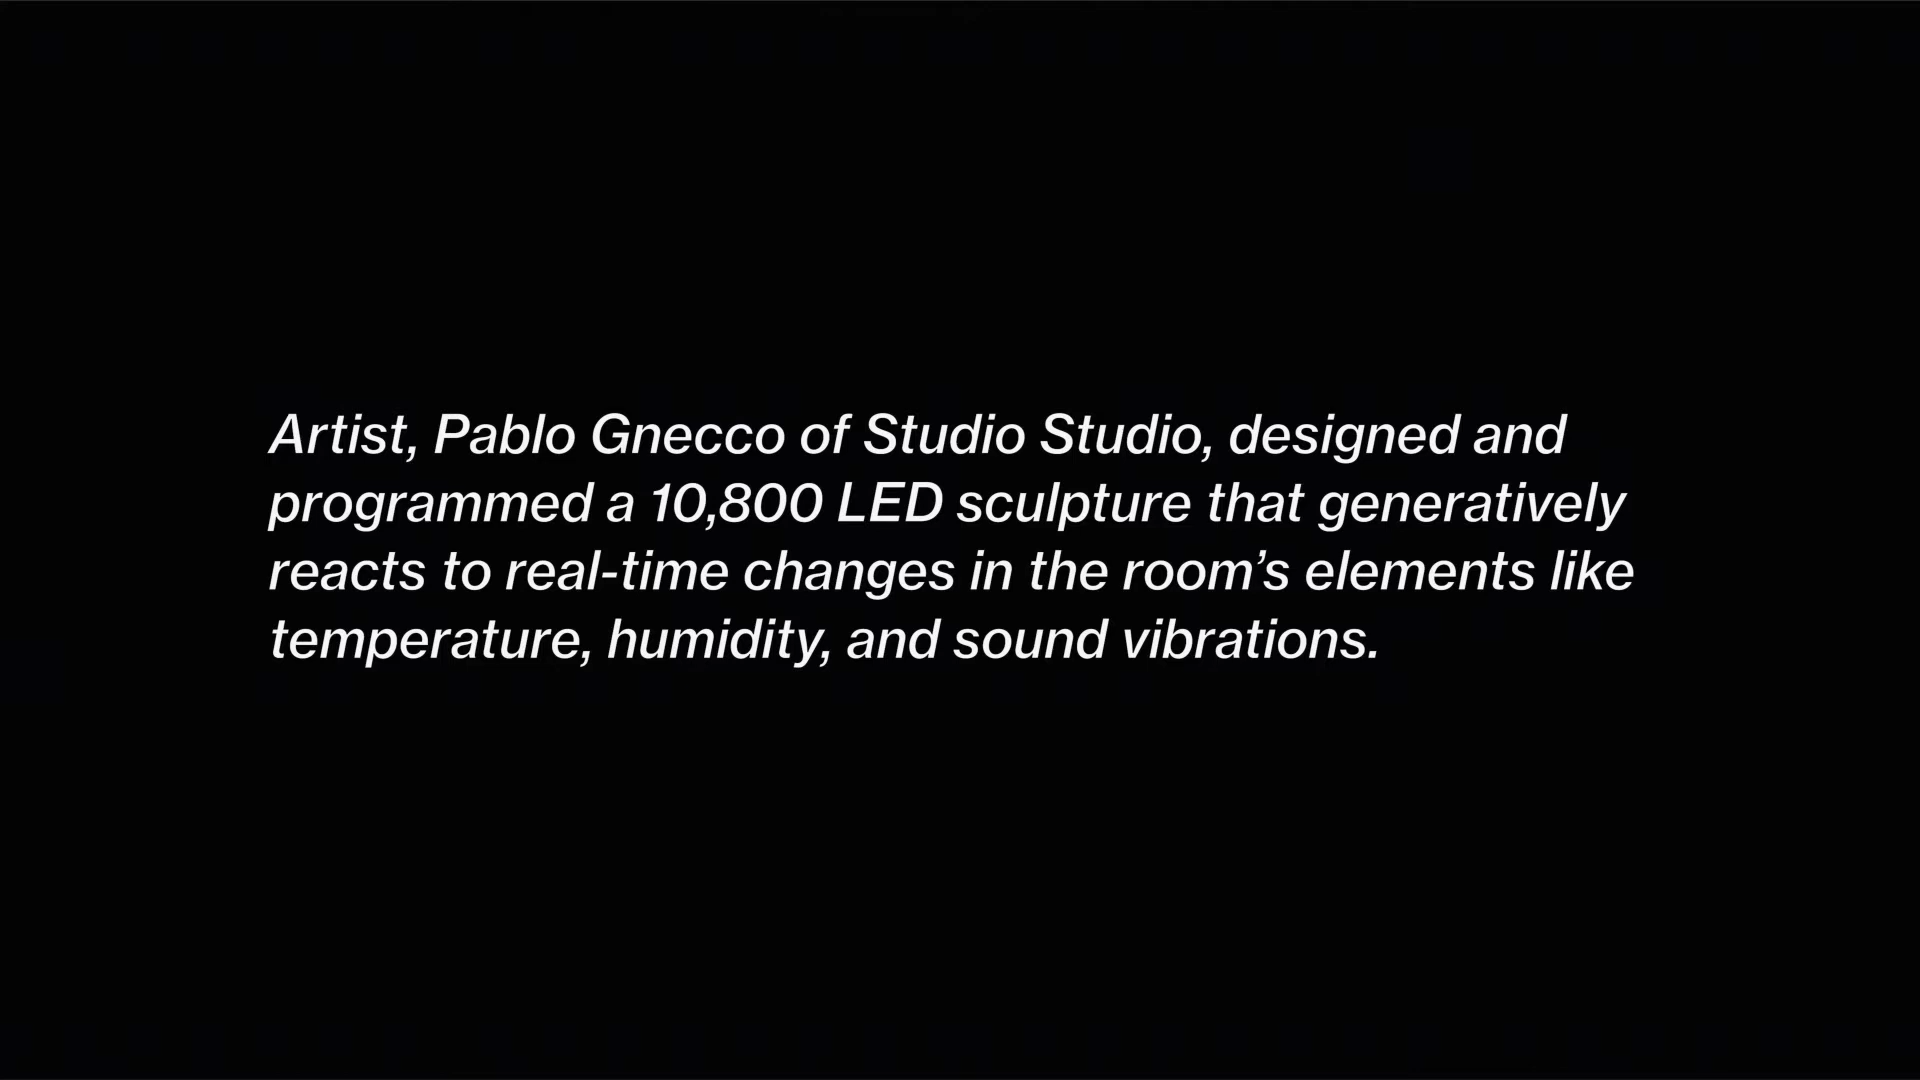 Artist, Pablo Gnecco of Studio Studio, designed and
programmed a 10,800 LED sculpture that generatively
reacts to real-time changes in the room’s elements like
temperature, humidity, and sound vibrations.